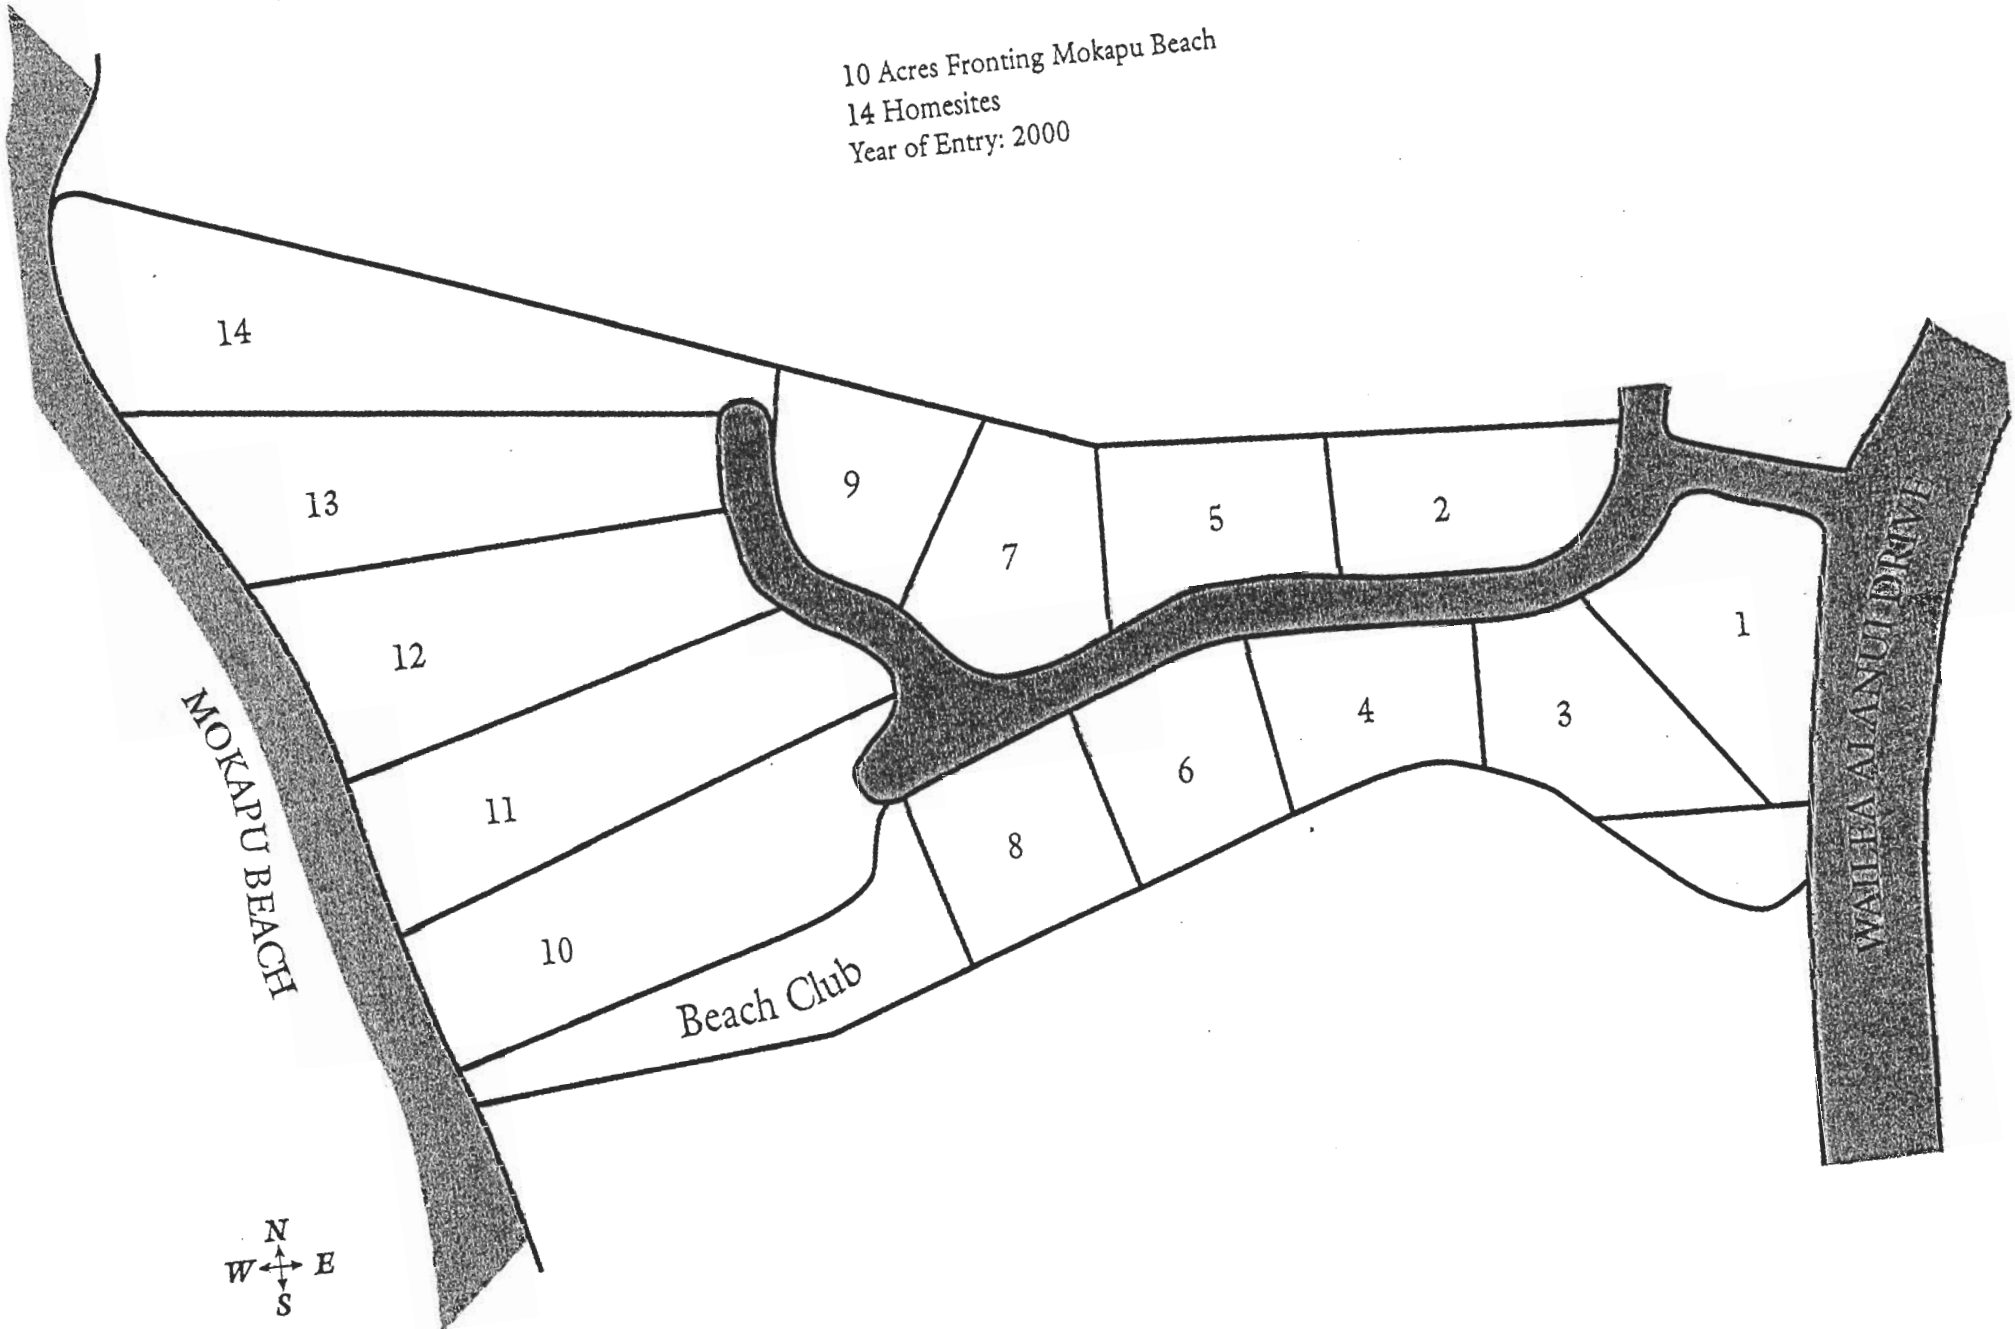 10 Acres Fronting Mokapu Beach
14 Homesites
Year of Entry: 2000
14
13
12
11
10
9
7
5
2
1
3
4
6
8
Beach Club
MOKAPU BEACH
WAILEA ALANUI DRIVE
N
W E
S